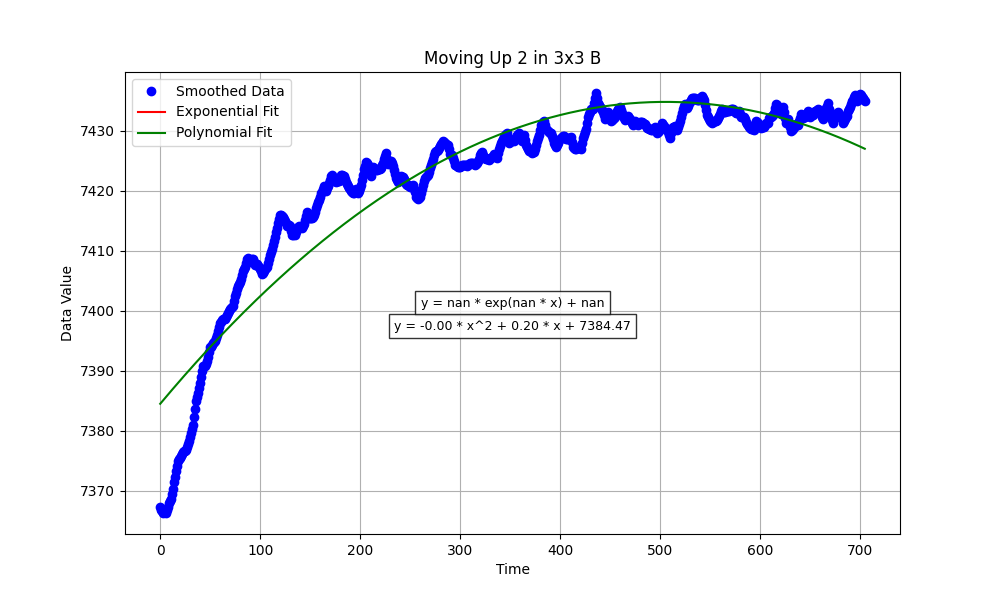 Moving Up 2 in 3x3 B
Smoothed Data
Exponential Fit
Polynomial Fit
7430
7420
7410
7400
7390
7380
7370
Data Value
y = nan * exp(nan * x) + nan
y = -0.00 * x^2 + 0.20 * x + 7384.47
0 100 200 300 400 500 600 700
Time